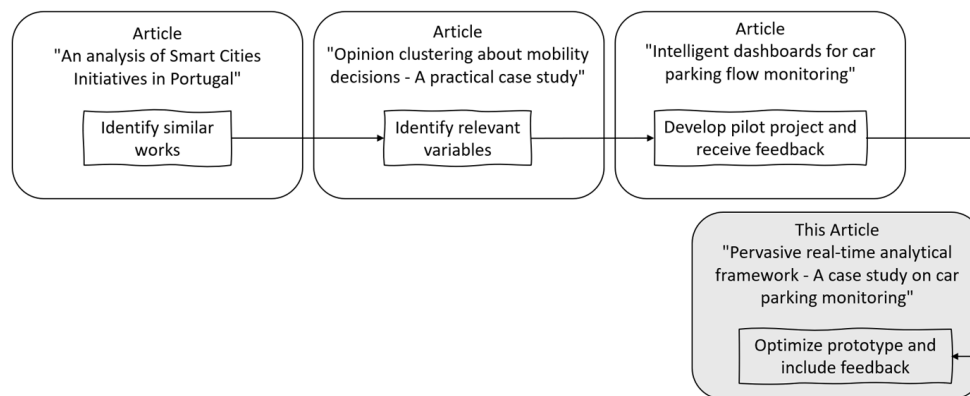 Article
"An analysis of Smart Cities
Initiatives in Portugal"
Identify similar
works
Article
"Opinion clustering about mobility
decisions - A practical case study"
Identify relevant
variables
Article
"Intelligent dashboards for car
parking flow monitoring"
Develop pilot project and
receive feedback
This Article
"Pervasive real-time analytical
framework - A case study on car
parking monitoring"
Optimize prototype and
include feedback